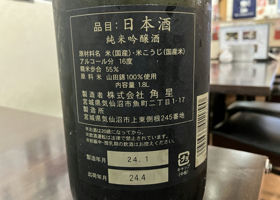 品目:日本酒
純米吟醸酒
原材料名 米(国産)・米こうじ(国産米)
アルコール分 16度
精米歩合 55%
原料米 山田錦100%使用
内容量 1.8L
製造者 株式会社 角星
宮城県気仙沼市魚町二丁目1-17
製造所
宮城県気仙沼市上東側根245番地
製造年月 24.1
出荷年月 24.4